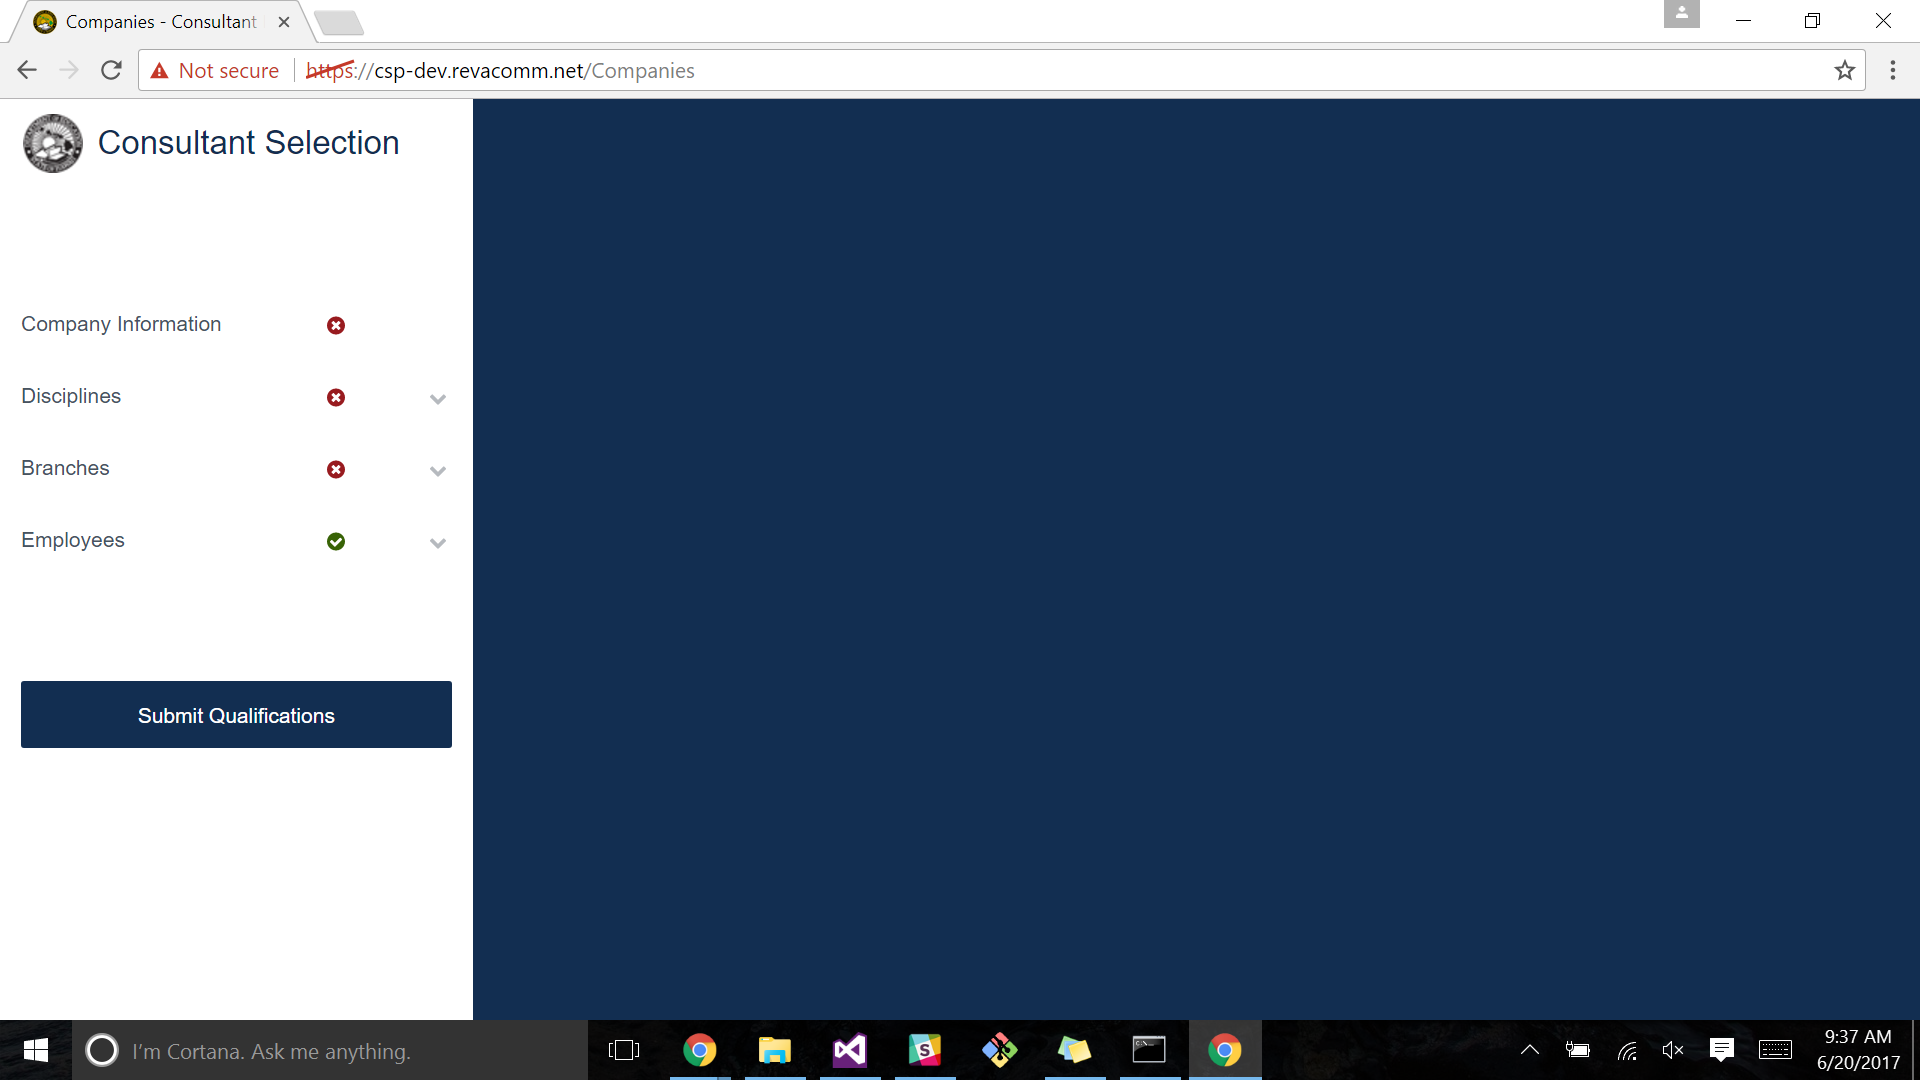 Companies - Consultant
Not secure
https://csp-dev.revacomm.net/Companies
Consultant Selection
Company Information
Disciplines
Branches
Employees
Submit Qualifications
I'm Cortana. Ask me anything.
9:37 AM
6/20/2017